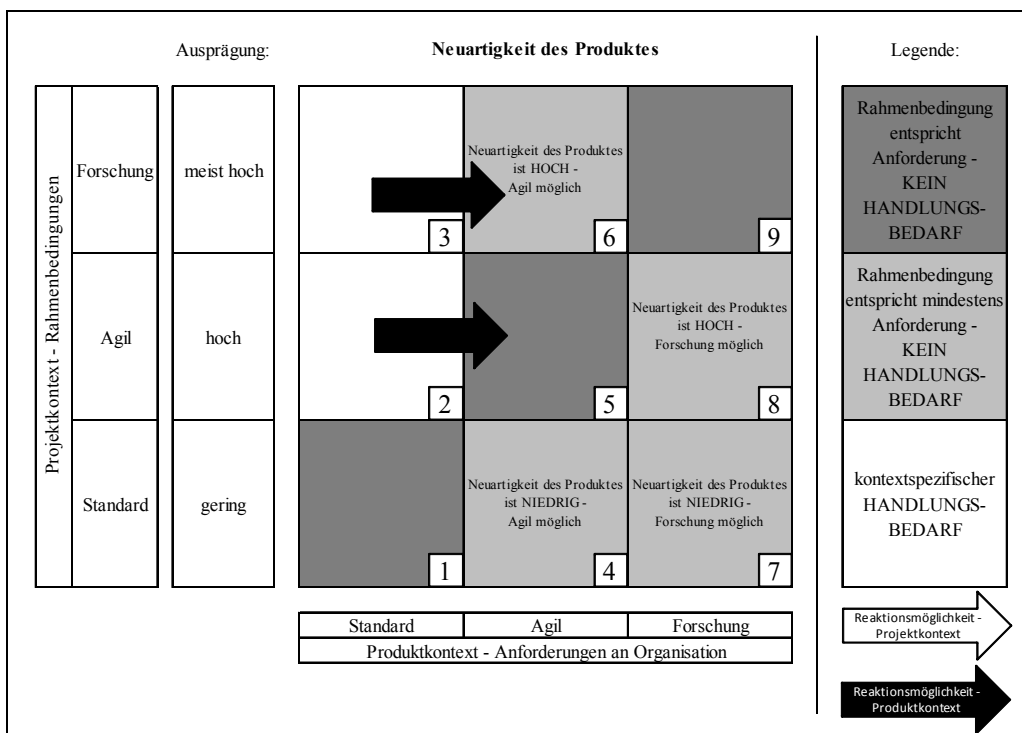 Ausprägung:
Neuartigkeit des Produktes
Legende:
Projektkontext - Rahmenbedingungen
Forschung
meist hoch
Neuartigkeit des Produktes
ist HOCH -
Agil möglich
3
6
9
Agil
hoch
Neuartigkeit des Produktes
ist HOCH -
Forschung möglich
2
5
8
Standard
gering
Neuartigkeit des Produktes
ist NIEDRIG -
Agil möglich
Neuartigkeit des Produktes
ist NIEDRIG -
Forschung möglich
1
4
7
Standard
Agil
Forschung
Produktkontext - Anforderungen an Organisation
Rahmenbedingung
entspricht
Anforderung -
KEIN
HANDLUNGS-
BEDARF
Rahmenbedingung
entspricht mindestens
Anforderung -
KEIN
HANDLUNGS-
BEDARF
kontextspezifischer
HANDLUNGS-
BEDARF
Reaktionsmöglichkeit -
Projektkontext
Reaktionsmöglichkeit -
Produktkontext